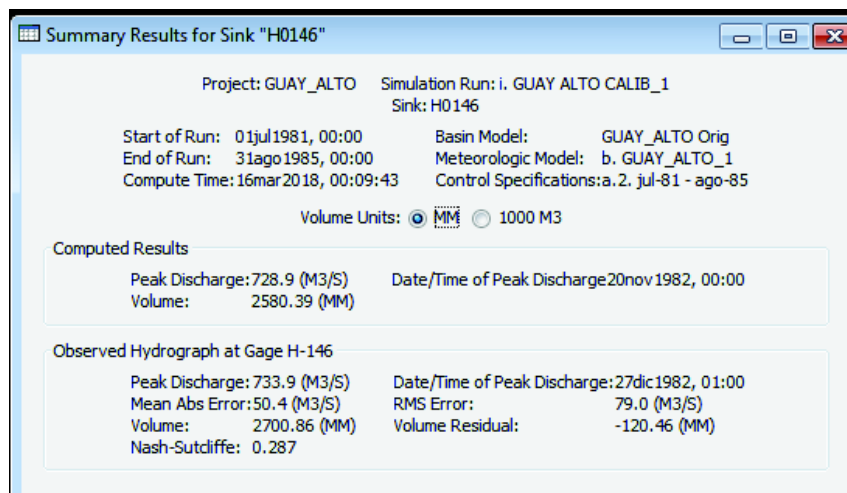 Summary Results for Sink "H0146"
Project: GUAY_ALTO Simulation Run: i. GUAY ALTO CALIB_1
Sink: H0146
Start of Run: 01jul1981, 00:00 Basin Model: GUAY_ALTO Orig
End of Run: 31ago1985, 00:00 Meteorologic Model: b. GUAY_ALTO_1
Compute Time:16mar2018, 00:09:43 Control Specifications:a.2. jul-81 - ago-85
Volume Units: MM 1000 M3
Computed Results
Peak Discharge:728.9 (M3/S) Date/Time of Peak Discharge20nov1982, 00:00
Volume: 2580.39 (MM)
Observed Hydrograph at Gage H-146
Peak Discharge:733.9 (M3/S) Date/Time of Peak Discharge:27dic1982, 01:00
Mean Abs Error:50.4 (M3/S) RMS Error: 79.0 (M3/S)
Volume: 2700.86 (MM) Volume Residual: -120.46 (MM)
Nash-Sutcliffe: 0.287